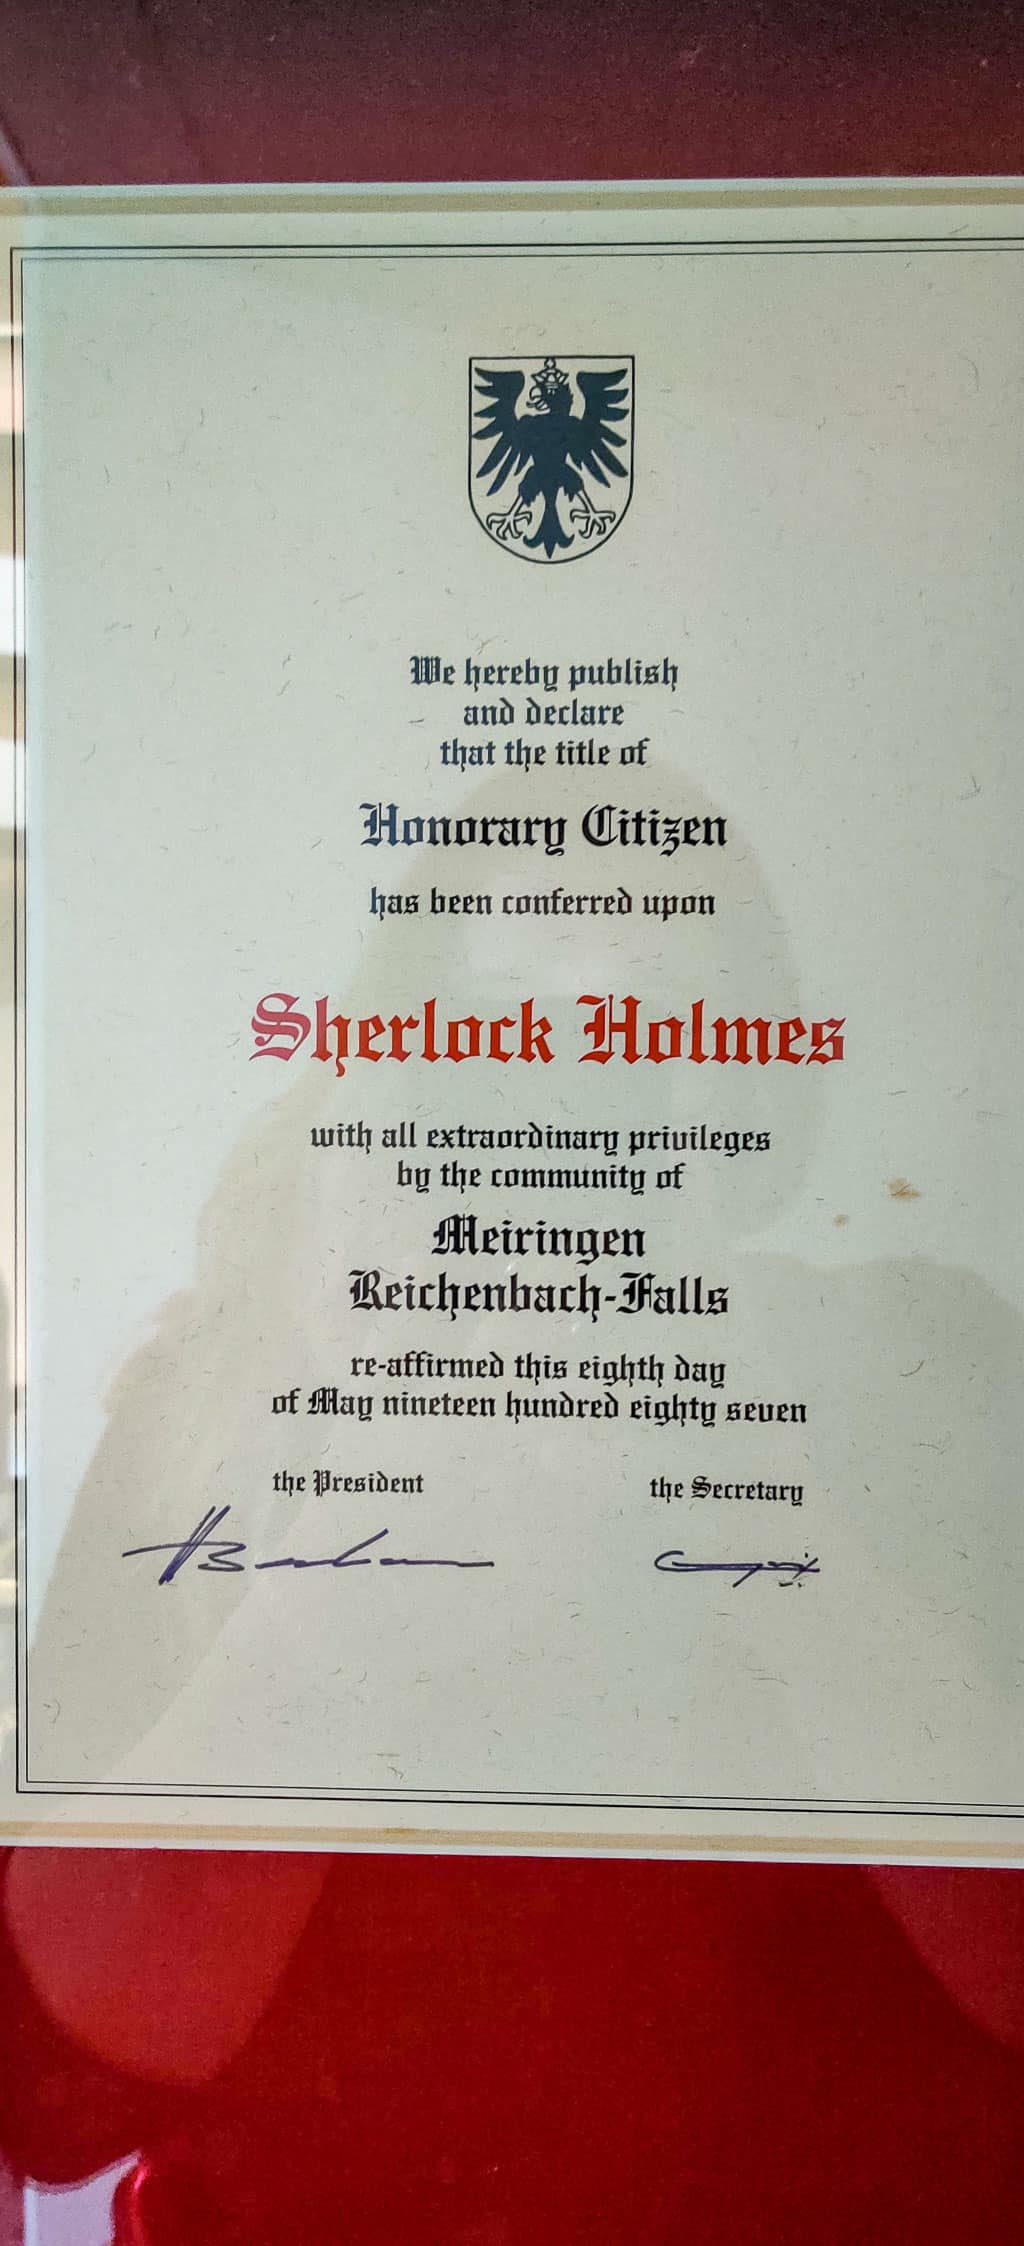 We hereby publish
and declare
that the title of
Honorary Citizen
has been conferred upon
Sherlock Holmes
with all extraordinary privileges
by the community of
Meiringen
Reichenbach-Falls
re-affirmed this eighth day
of May nineteen hundred eighty seven
the President the Secretary